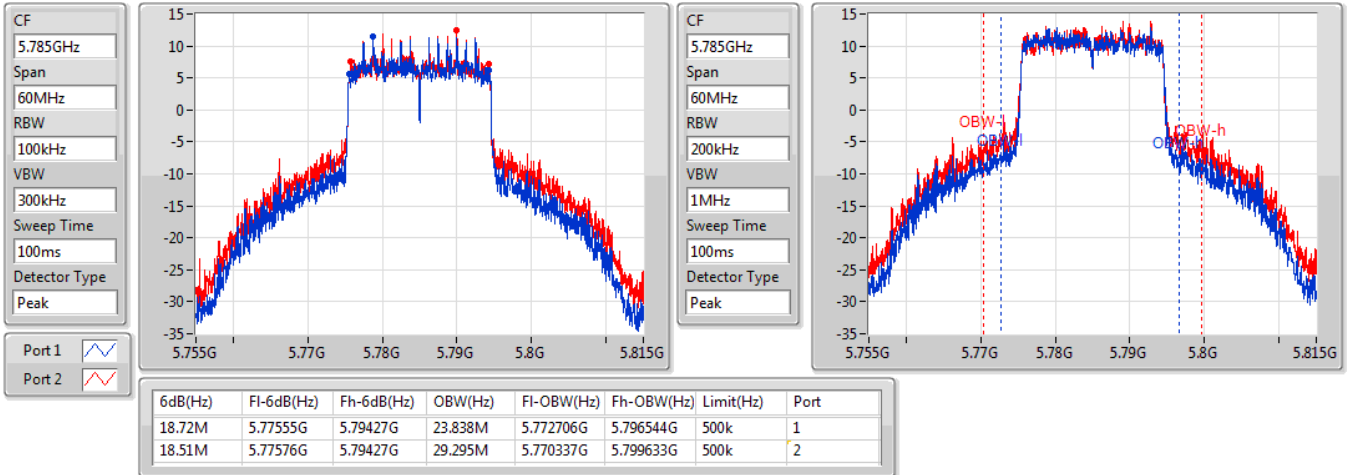 CF
5.785GHz
Span
60MHz
RBW
100kHz
VBW
300kHz
Sweep Time
100ms
Detector Type
Peak
Port 1
Port 2
15
10
5
0
-5
-10
-15
-20
-25
-30
-35
5.755G 5.77G 5.78G 5.79G 5.8G 5.815G
CF
5.785GHz
Span
60MHz
RBW
200kHz
VBW
1MHz
Sweep Time
100ms
Detector Type
Peak
15
10
5
0
-5
-10
-15
-20
-25
-30
-35
OBW-l
OBW-l
OBW-h
OBW-h
5.755G 5.77G 5.78G 5.79G 5.8G 5.815G
6dB(Hz) Fl-6dB(Hz) Fh-6dB(Hz) OBW(Hz) Fl-OBW(Hz) Fh-OBW(Hz) Limit(Hz) Port
18.72M 5.77555G 5.79427G 23.838M 5.772706G 5.796544G 500k 1
18.51M 5.77576G 5.79427G 29.295M 5.770337G 5.799633G 500k 2